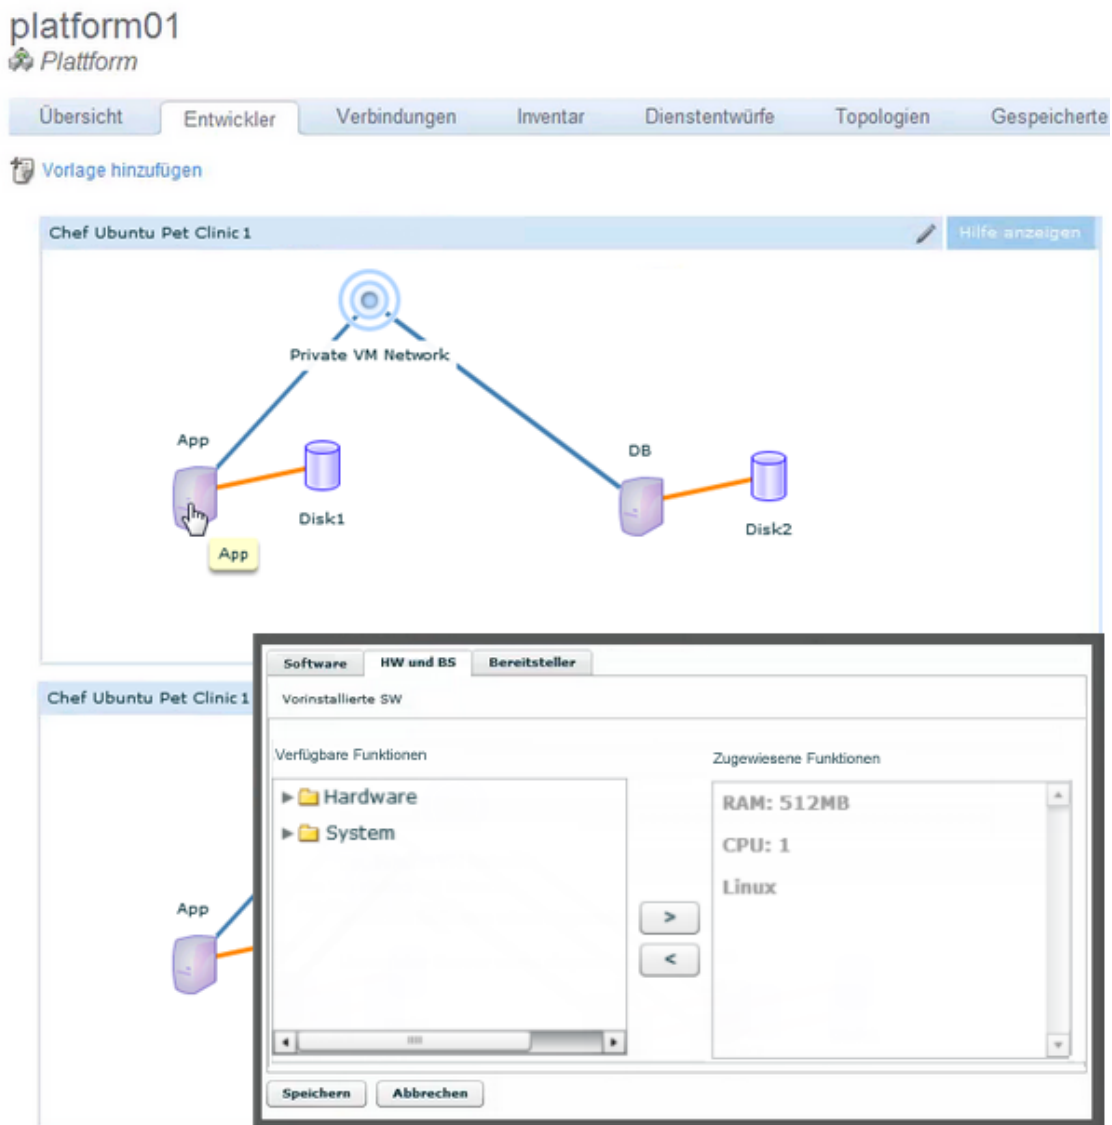 platform01
Plattform
Übersicht Entwickler Verbindungen Inventar Dienstentwürfe Topologien Gespeicherte
Vorlage hinzufügen
Chef Ubuntu Pet Clinic 1 Hilfe anzeigen
Private VM Network
App
DB
Disk1
Disk2
App
Chef Ubuntu Pet Clinic 1
App
Software HW und BS Bereitsteller
Vorinstallierte SW
Verfügbare Funktionen Zugewiesene Funktionen
Hardware
System
RAM: 512MB
CPU: 1
Linux
>
<
Speichern Abbrechen